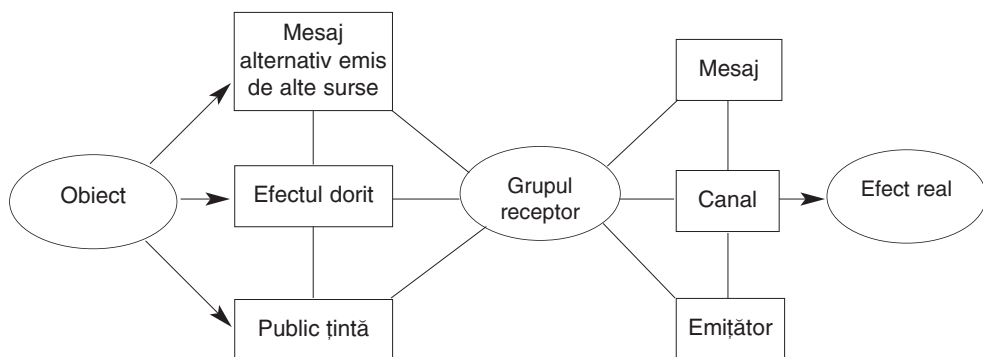 Mesaj
alternativ emis
de alte surse
Mesaj
Obiect
Efectul dorit
Grupul
receptor
Canal
Efect real
Public țintă
Emițător